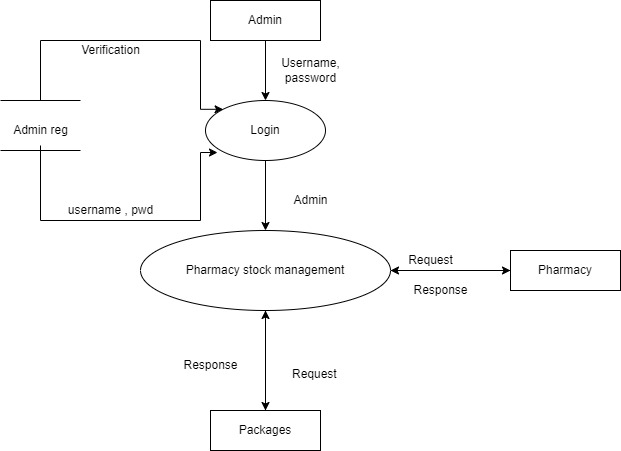 Admin
Verification
Username,
password
Admin reg
Login
username , pwd
Admin
Pharmacy stock management
Request
Response
Pharmacy
Response
Request
Packages